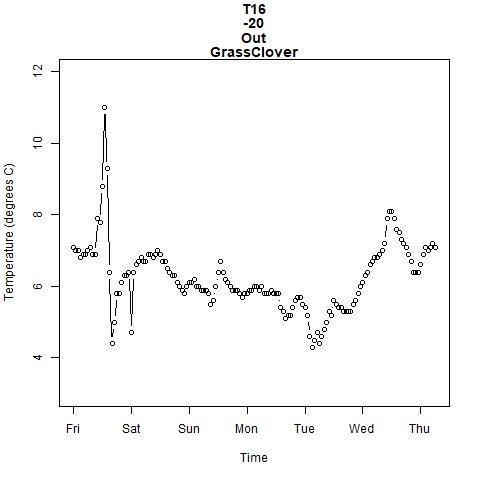 T16
-20
Out
GrassClover
Temperature (degrees C)
12
10
8
6
4
Fri Sat Sun Mon Tue Wed Thu
Time